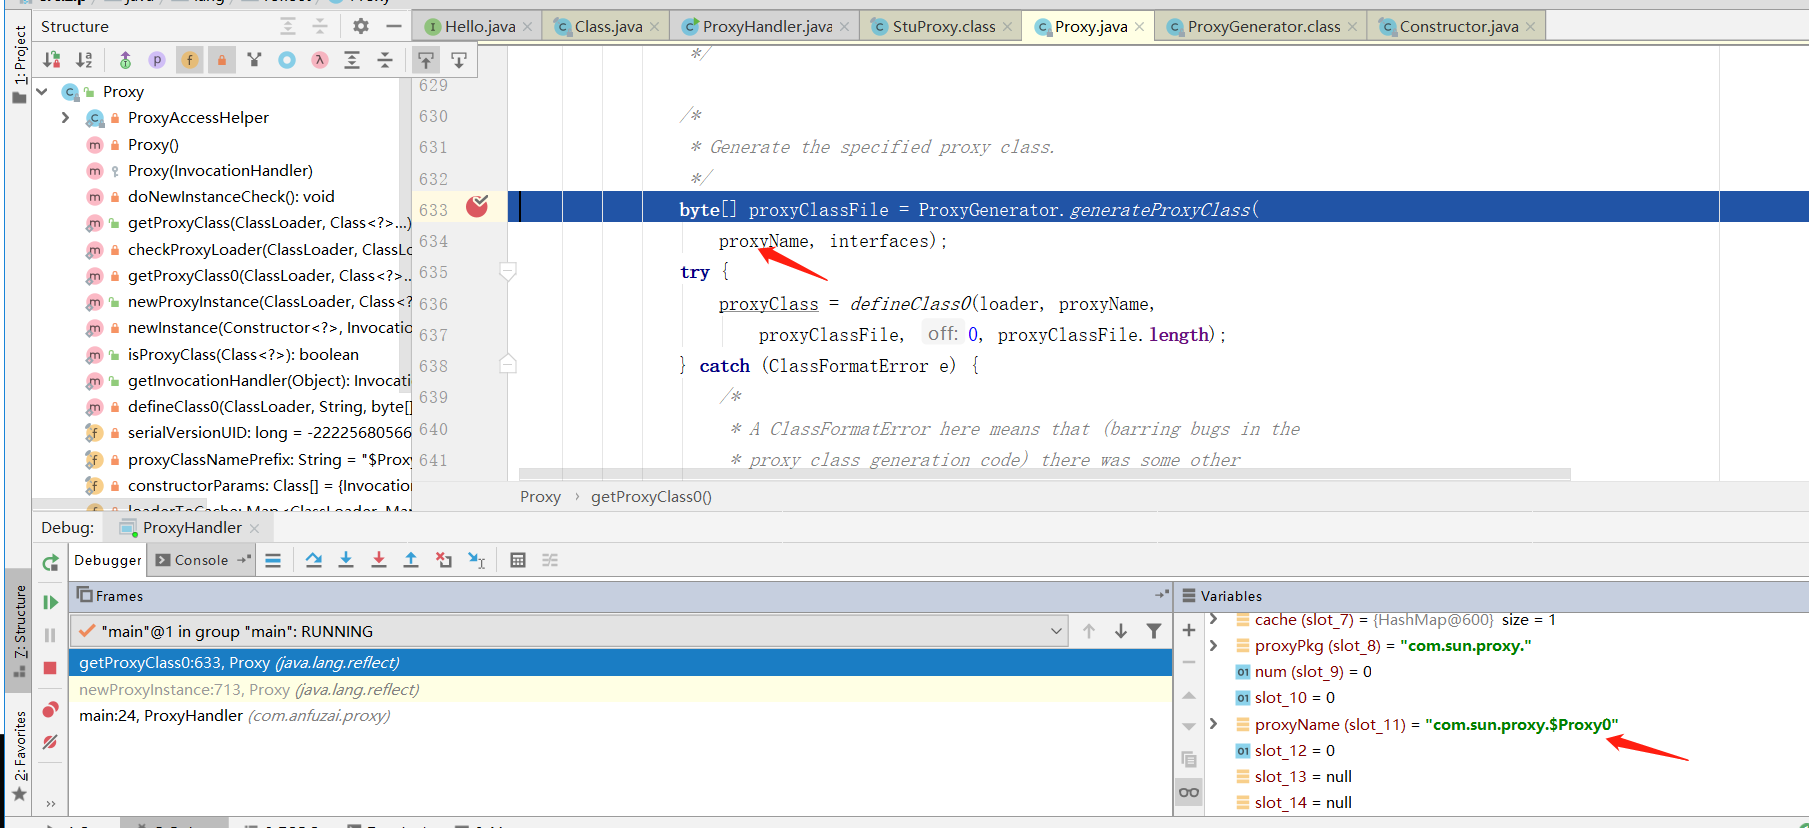 Structure
Hello.java
Class.java
ProxyHandler.java
StuProxy.class
Proxy.java
ProxyGenerator.class
Constructor.java
1: Project
Proxy
ProxyAccessHelper
Proxy()
Proxy(InvocationHandler)
doNewInstanceCheck(): void
getProxyClass(ClassLoader, Class<?>...)
checkProxyLoader(ClassLoader, ClassLo
getProxyClass0(ClassLoader, Class<?>..
newProxyInstance(ClassLoader, Class<?
newInstance(Constructor<?>, Invocatio
isProxyClass(Class<?>): boolean
getInvocationHandler(Object): Invocati
defineClass0(ClassLoader, String, byte[]
serialVersionUID: long = -22225680566
proxyClassNamePrefix: String = "$Proxy
constructorParams: Class[] = {Invocation
loaderToCache: Map<ClassLoader, Ma
*/
629
630 /*
631 * Generate the specified proxy class.
632 */
633 byte[] proxyClassFile = ProxyGenerator.generateProxyClass(
634 proxyName, interfaces);
635 try {
636 proxyClass = defineClass0(loader, proxyName,
637 proxyClassFile, off: 0, proxyClassFile.length);
638 } catch (ClassFormatError e) {
639 /*
640 * A ClassFormatError here means that (barring bugs in the
641 * proxy class generation code) there was some other
Proxy › getProxyClass0()
Debug: ProxyHandler
Debugger Console
7: Structure
2: Favorites
Frames
"main"@1 in group "main": RUNNING
getProxyClass0:633, Proxy (java.lang.reflect)
newProxyInstance:713, Proxy (java.lang.reflect)
main:24, ProxyHandler (com.anfuzai.proxy)
Variables
cache (slot_7) = {HashMap@600} size = 1
proxyPkg (slot_8) = "com.sun.proxy."
num (slot_9) = 0
slot_10 = 0
proxyName (slot_11) = "com.sun.proxy.$Proxy0"
slot_12 = 0
slot_13 = null
slot_14 = null